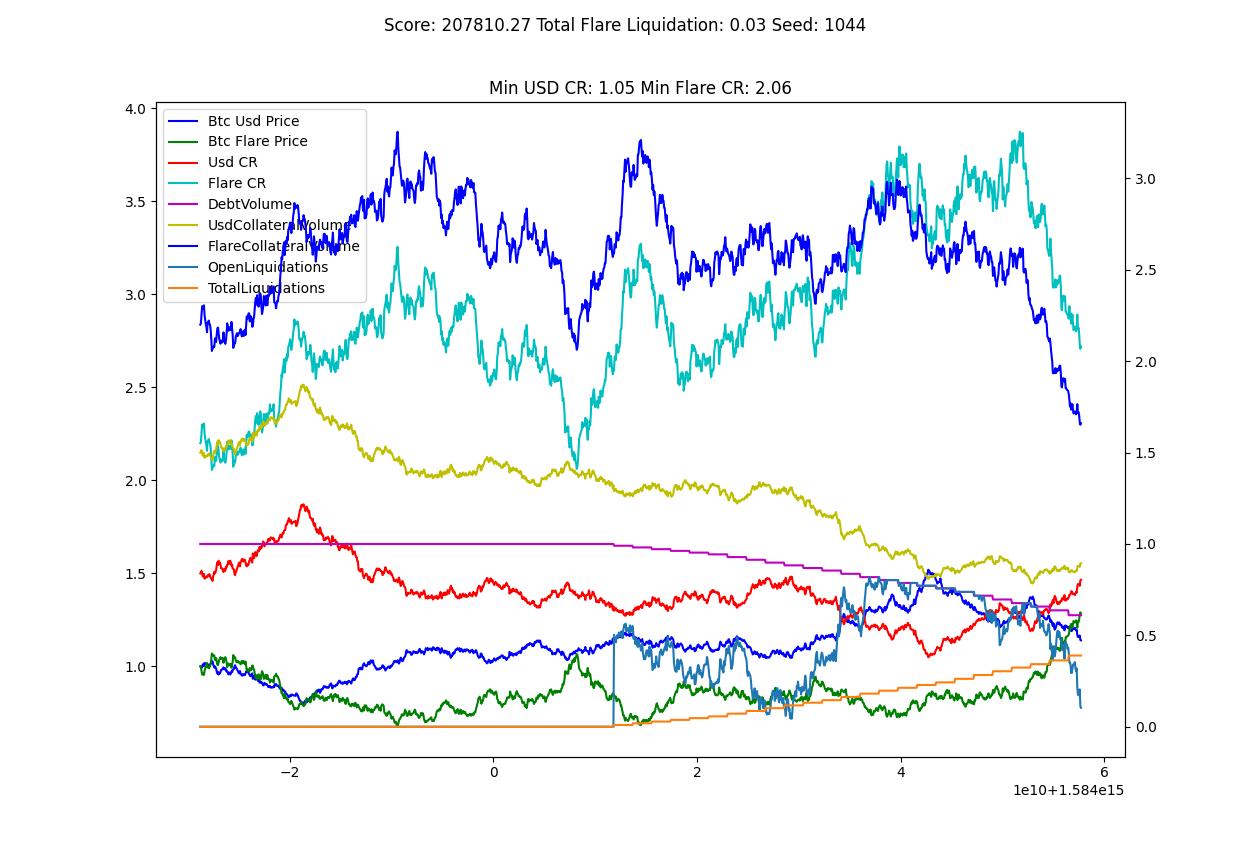 Score: 207810.27 Total Flare Liquidation: 0.03 Seed: 1044
Min USD CR: 1.05 Min Flare CR: 2.06
Btc Usd Price
Btc Flare Price
Usd CR
Flare CR
DebtVolume
UsdCollateralVolume
FlareCollateralVolume
OpenLiquidations
TotalLiquidations
4.0
3.5
3.0
2.5
2.0
1.5
1.0
3.0
2.5
2.0
1.5
1.0
0.5
0.0
−2
0
2
4
6
1e10+1.584e15